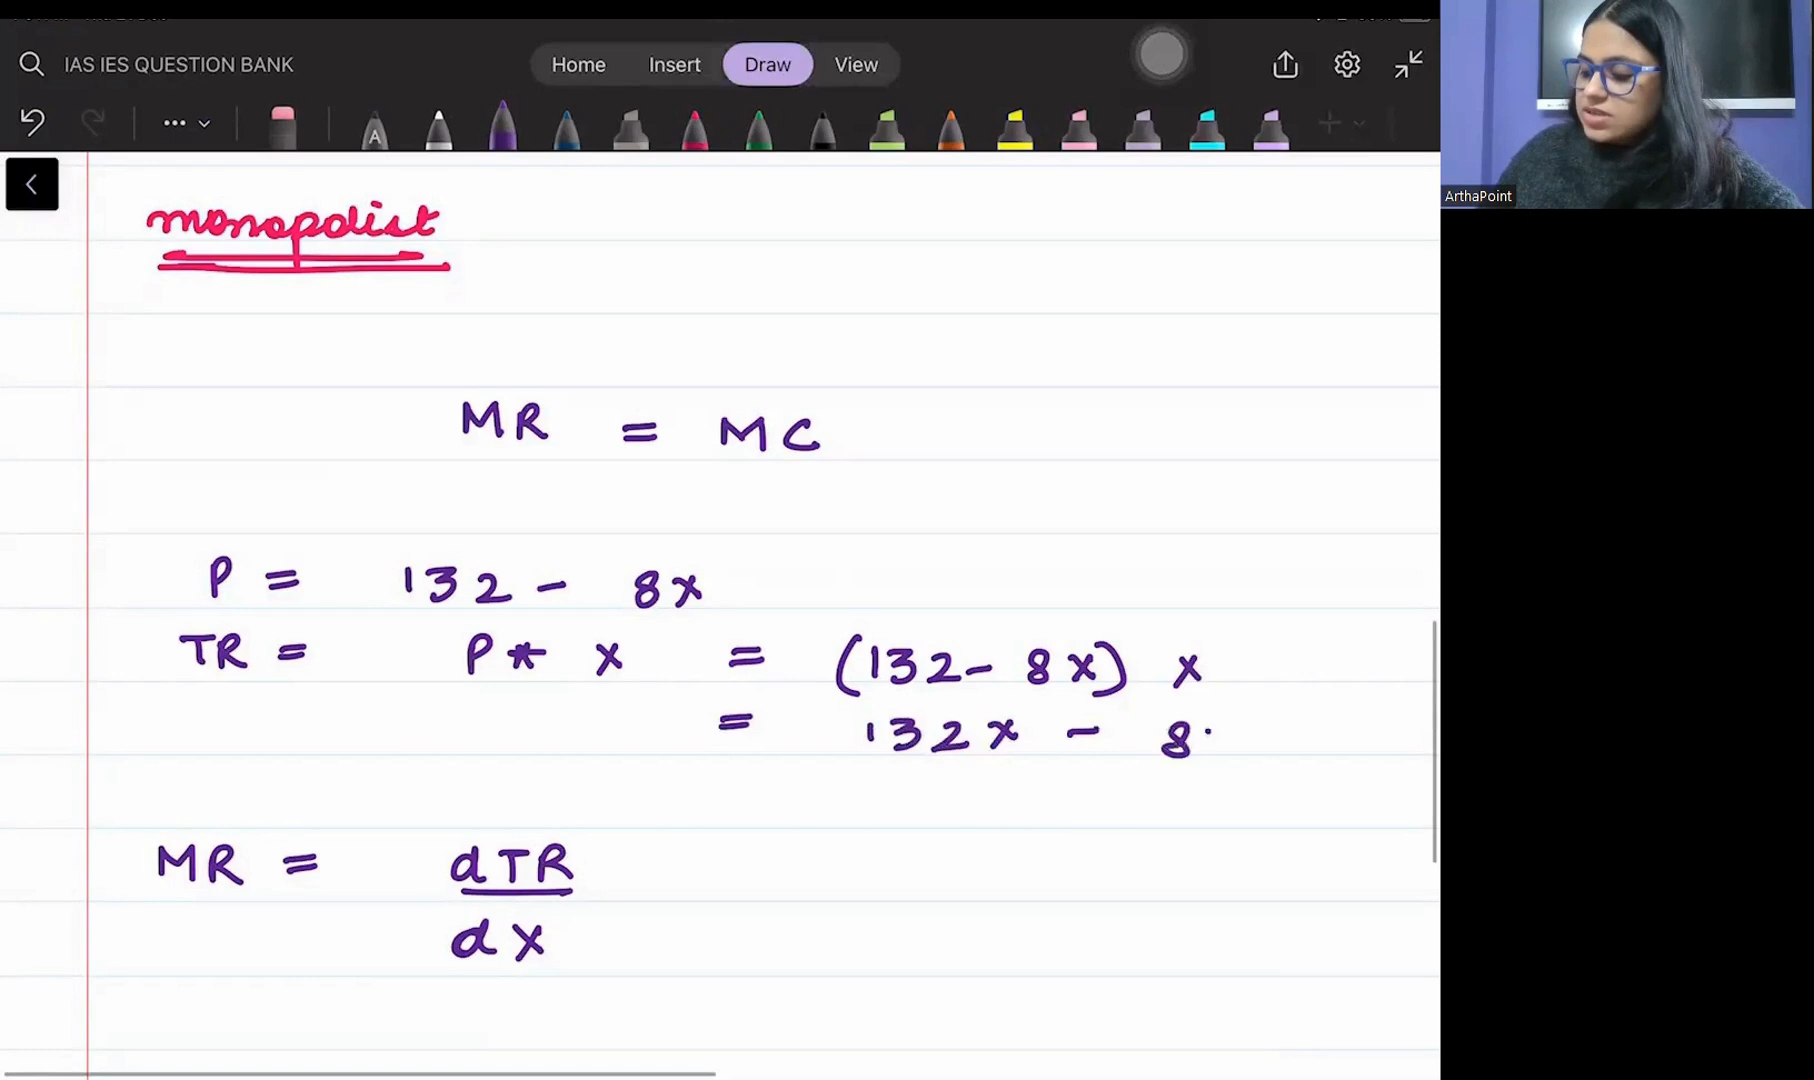 IAS IES QUESTION BANK
Home Insert Draw View
A
ArthaPoint
monopolist
MR = MC
P = 132 - 8x
TR = P* x = (132- 8x) x
= 132x - 8
MR = dTR
dx